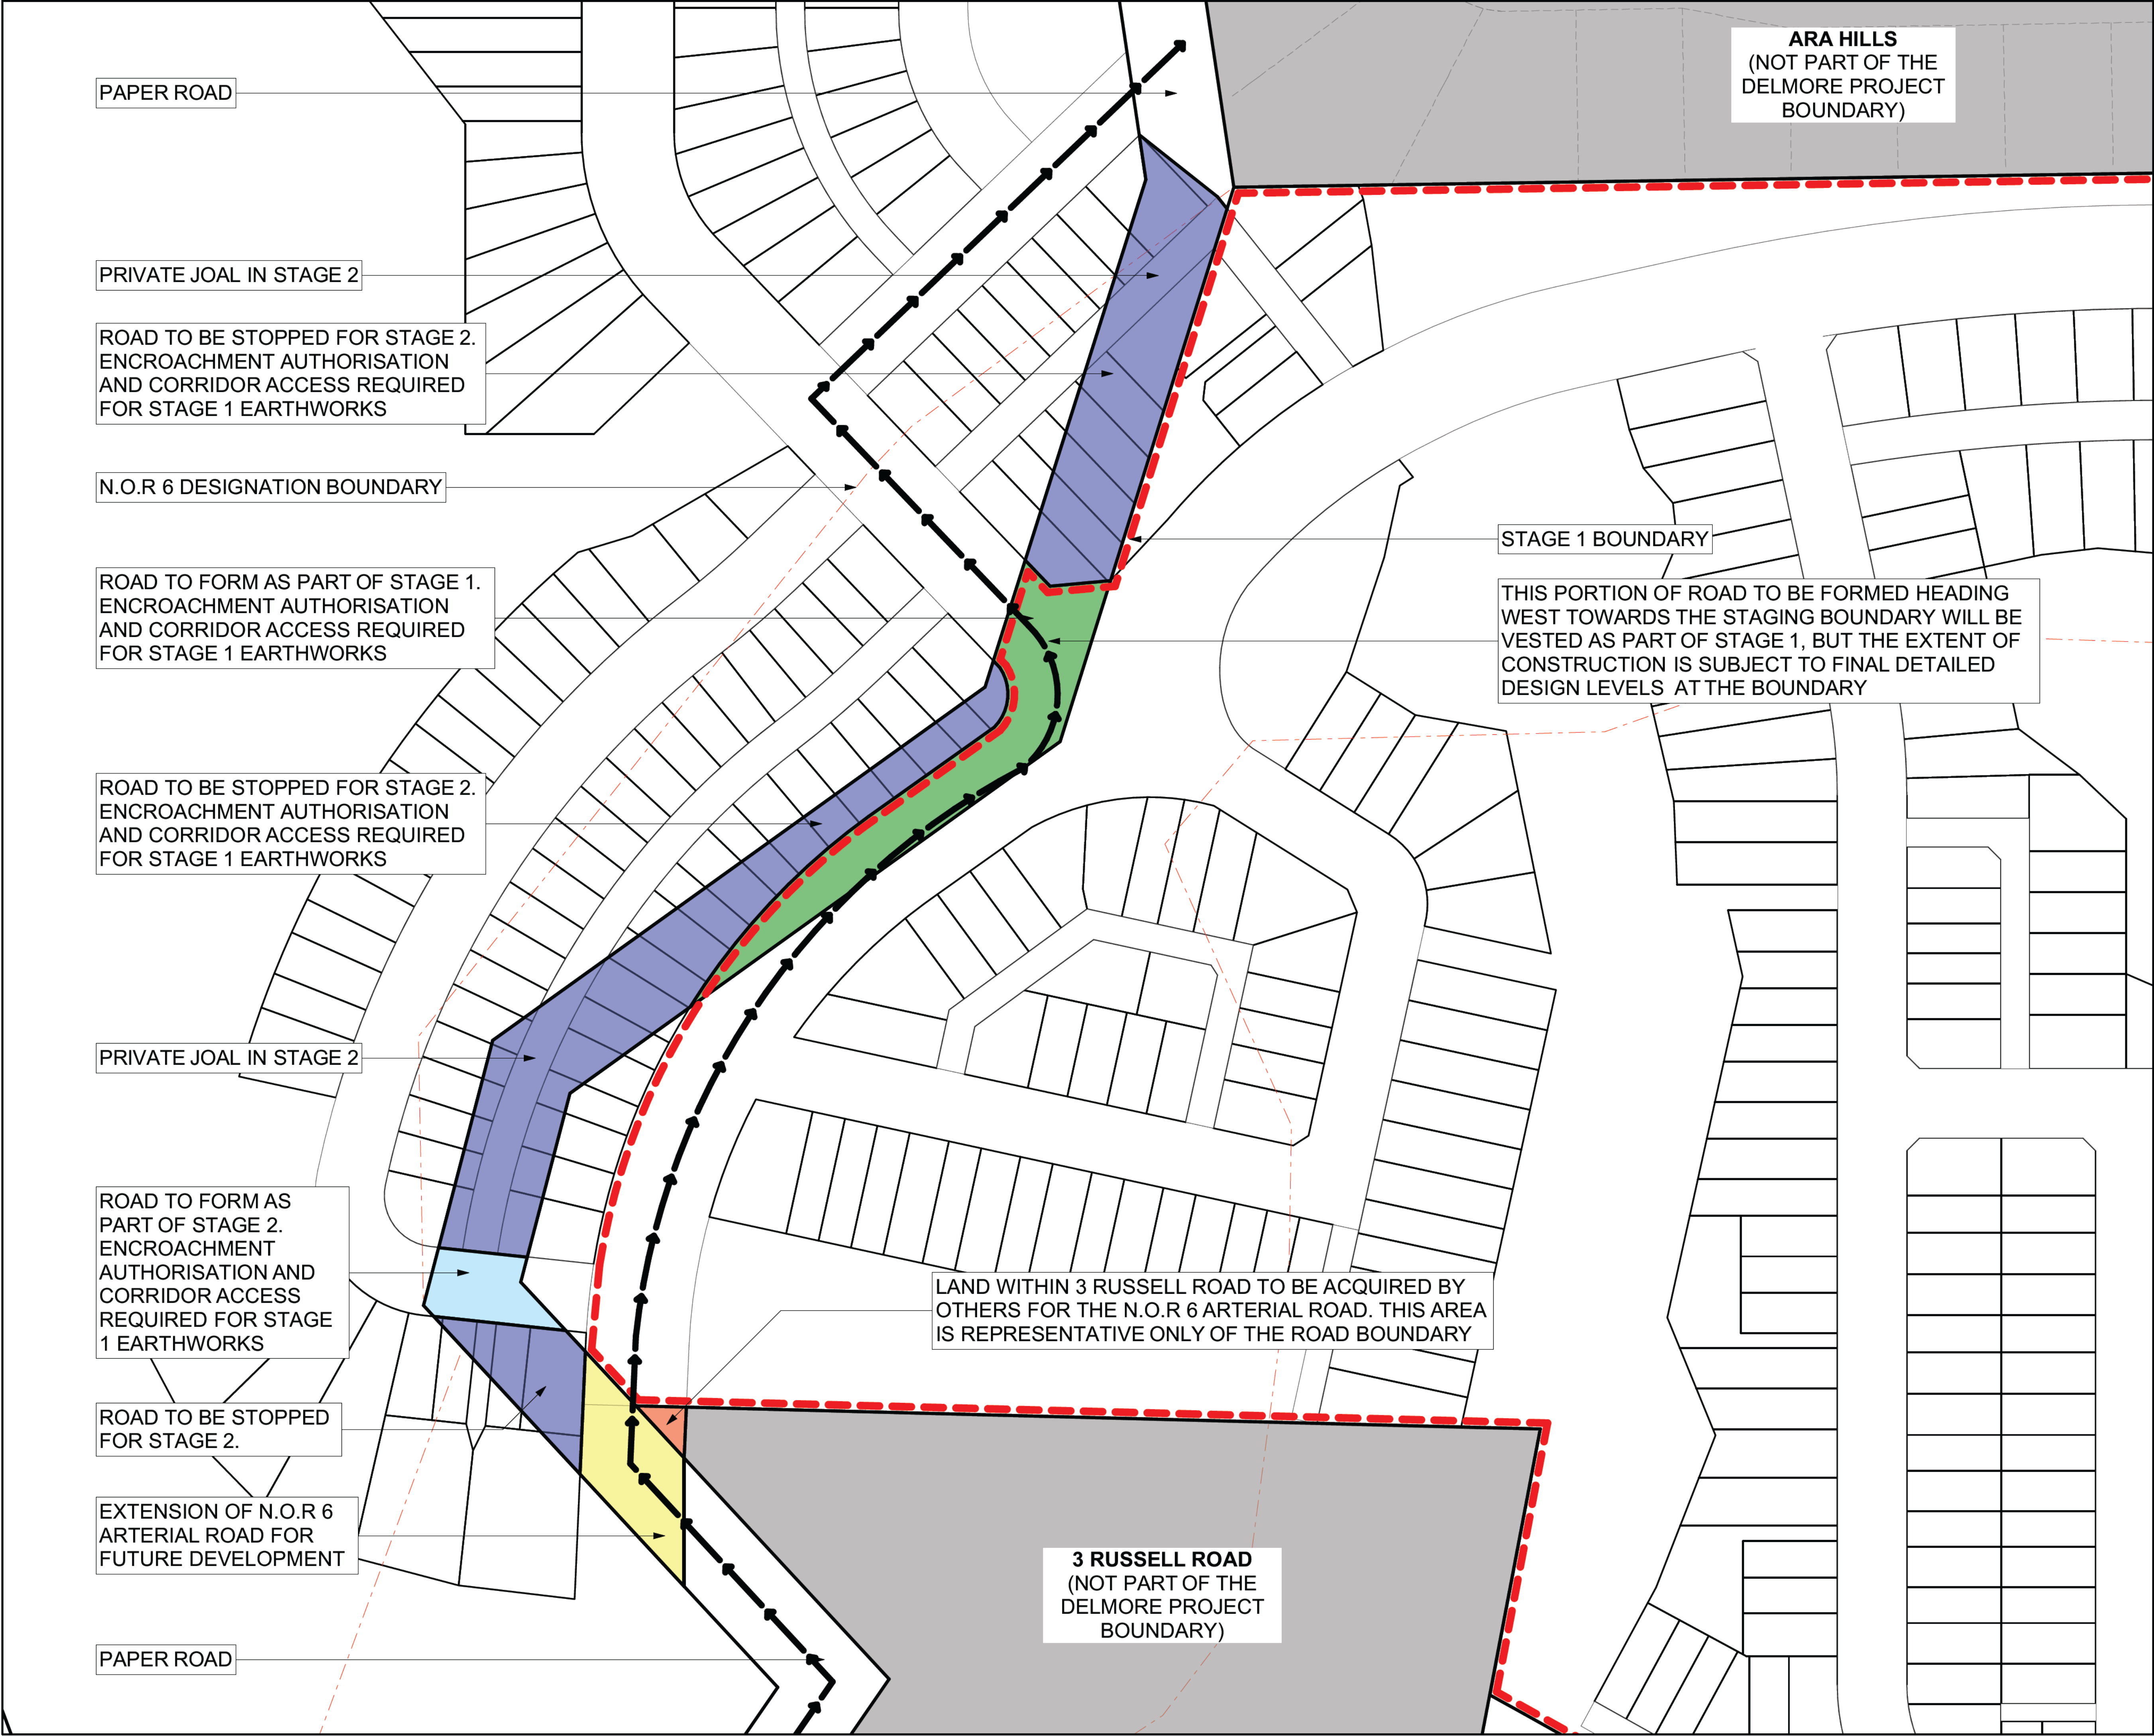 PAPER ROAD
PRIVATE JOAL IN STAGE 2
ROAD TO BE STOPPED FOR STAGE 2.
ENCROACHMENT AUTHORISATION
AND CORRIDOR ACCESS REQUIRED
FOR STAGE 1 EARTHWORKS
N.O.R 6 DESIGNATION BOUNDARY
ROAD TO FORM AS PART OF STAGE 1.
ENCROACHMENT AUTHORISATION
AND CORRIDOR ACCESS REQUIRED
FOR STAGE 1 EARTHWORKS
ROAD TO BE STOPPED FOR STAGE 2.
ENCROACHMENT AUTHORISATION
AND CORRIDOR ACCESS REQUIRED
FOR STAGE 1 EARTHWORKS
PRIVATE JOAL IN STAGE 2
ROAD TO FORM AS
PART OF STAGE 2.
ENCROACHMENT
AUTHORISATION AND
CORRIDOR ACCESS
REQUIRED FOR STAGE
1 EARTHWORKS
ROAD TO BE STOPPED
FOR STAGE 2.
EXTENSION OF N.O.R 6
ARTERIAL ROAD FOR
FUTURE DEVELOPMENT
PAPER ROAD
ARA HILLS
(NOT PART OF THE
DELMORE PROJECT
BOUNDARY)
STAGE 1 BOUNDARY
THIS PORTION OF ROAD TO BE FORMED HEADING
WEST TOWARDS THE STAGING BOUNDARY WILL BE
VESTED AS PART OF STAGE 1, BUT THE EXTENT OF
CONSTRUCTION IS SUBJECT TO FINAL DETAILED
DESIGN LEVELS AT THE BOUNDARY
LAND WITHIN 3 RUSSELL ROAD TO BE ACQUIRED BY
OTHERS FOR THE N.O.R 6 ARTERIAL ROAD. THIS AREA
IS REPRESENTATIVE ONLY OF THE ROAD BOUNDARY
3 RUSSELL ROAD
(NOT PART OF THE
DELMORE PROJECT
BOUNDARY)